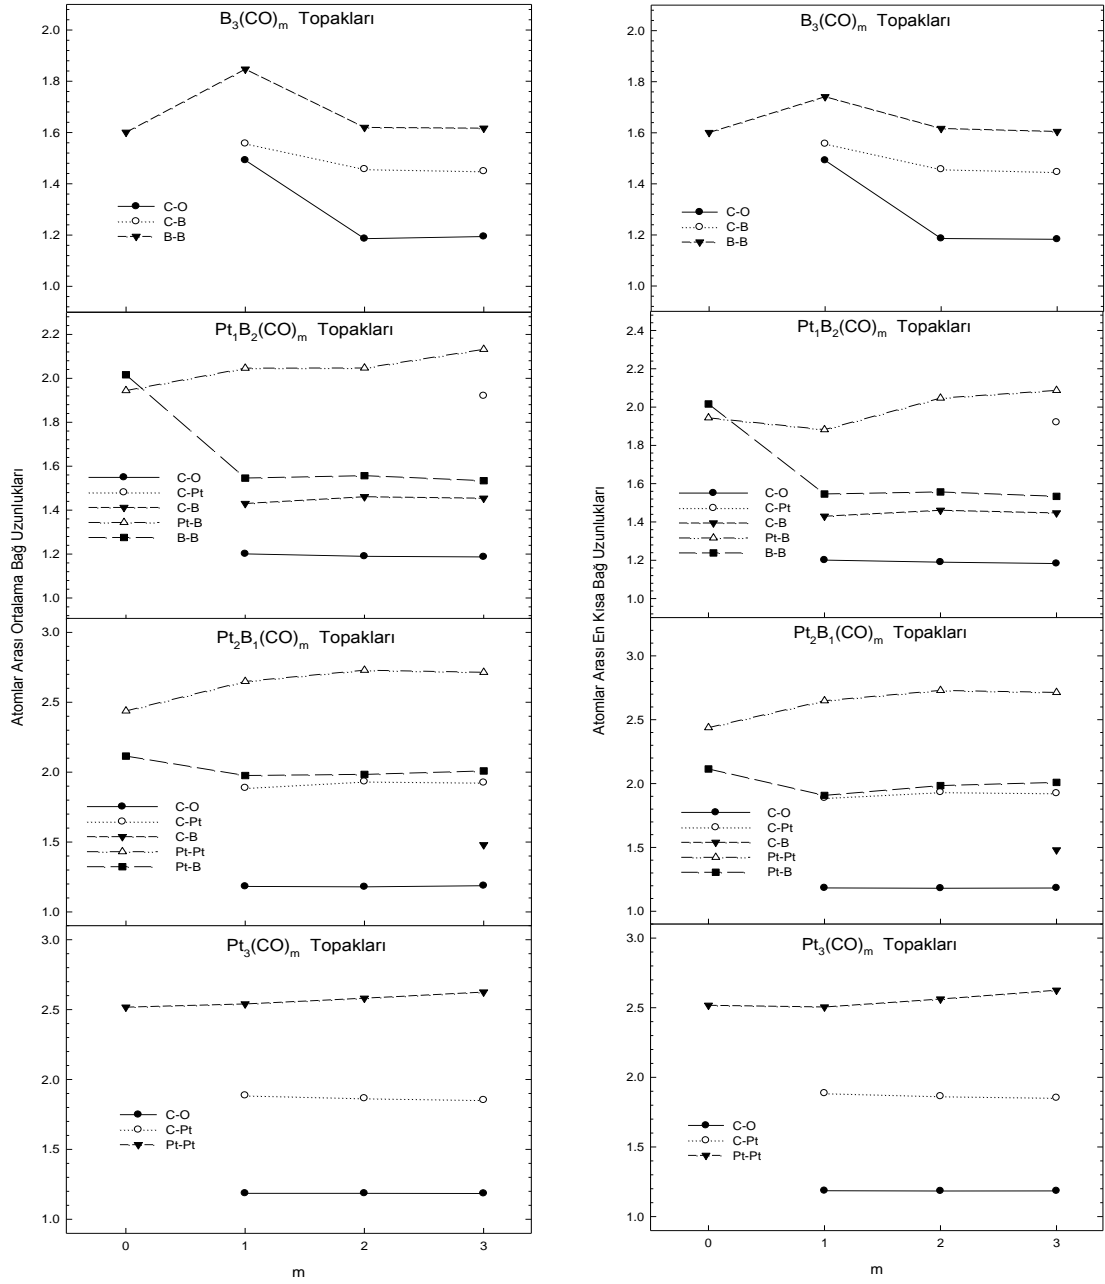 Atomlar Arası Ortalama Bağ Uzunlukları
B3(CO)m Topakları
2.0
1.8
1.6
1.4
1.2
1.0
C-O
C-B
B-B
Pt1B2(CO)m Topakları
2.2
2.0
1.8
1.6
1.4
1.2
1.0
C-O
C-Pt
C-B
Pt-B
B-B
Pt2B1(CO)m Topakları
3.0
2.5
2.0
1.5
1.0
C-O
C-Pt
C-B
Pt-Pt
Pt-B
Pt3(CO)m Topakları
3.0
2.5
2.0
1.5
1.0
C-O
C-Pt
Pt-Pt
0 1 2 3
m
Atomlar Arası En Kısa Bağ Uzunlukları
B3(CO)m Topakları
2.0
1.8
1.6
1.4
1.2
1.0
C-O
C-B
B-B
Pt1B2(CO)m Topakları
2.4
2.2
2.0
1.8
1.6
1.4
1.2
1.0
C-O
C-Pt
C-B
Pt-B
B-B
Pt2B1(CO)m Topakları
3.0
2.5
2.0
1.5
1.0
C-O
C-Pt
C-B
Pt-Pt
Pt-B
Pt3(CO)m Topakları
3.0
2.5
2.0
1.5
1.0
C-O
C-Pt
Pt-Pt
0 1 2 3
m